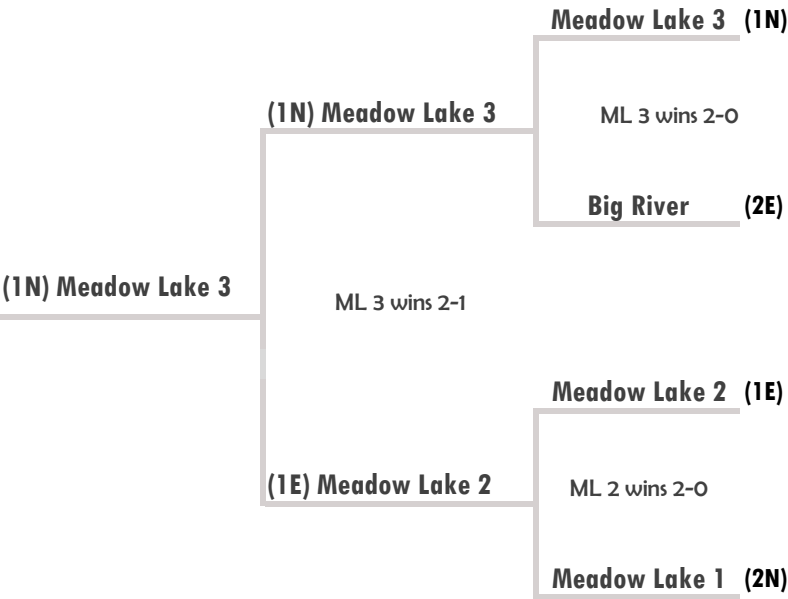 Meadow Lake 3 (1N)
(1N) Meadow Lake 3
ML 3 wins 2-0
Big River (2E)
(1N) Meadow Lake 3
ML 3 wins 2-1
Meadow Lake 2 (1E)
(1E) Meadow Lake 2
ML 2 wins 2-0
Meadow Lake 1 (2N)